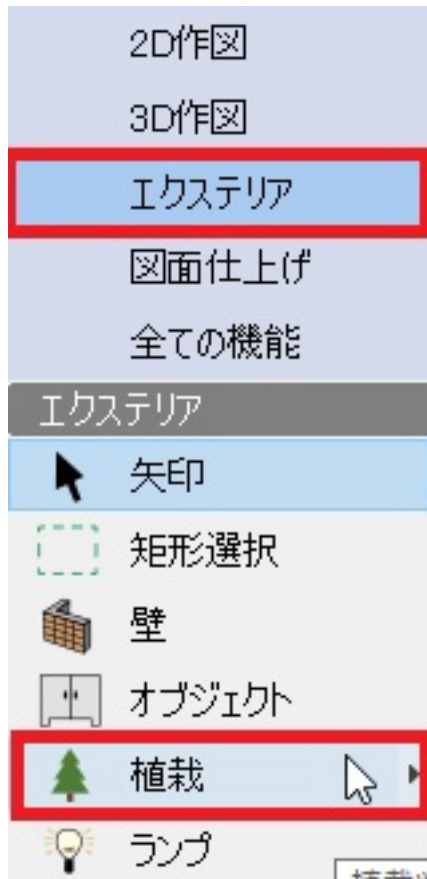 2D作図
3D作図
エクステリア
図面仕上げ
全ての機能
エクステリア
矢印
矩形選択
壁
オブジェクト
植栽
ランプ